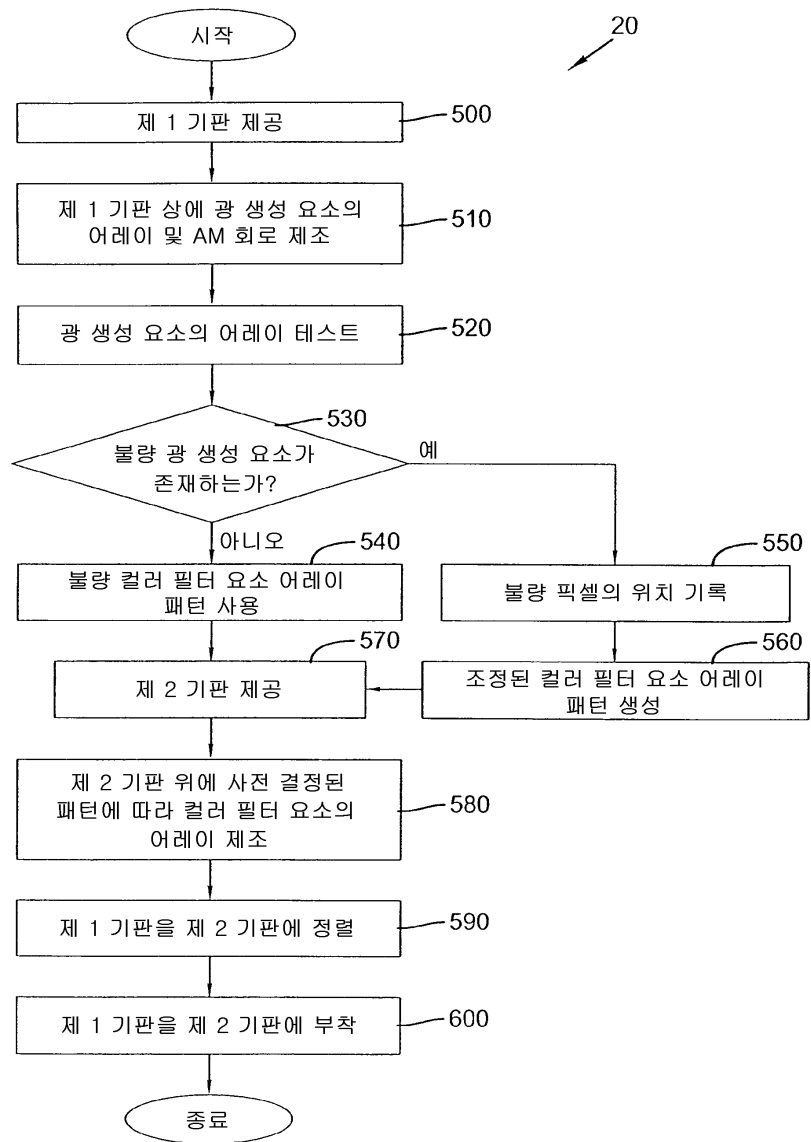 시작
20
제 1 기판 제공
500
제 1 기판 상에 광 생성 요소의
어레이 및 AM 회로 제조
510
광 생성 요소의 어레이 테스트
520
530
불량 광 생성 요소가
존재하는가?
예
아니오
540
불량 컬러 필터 요소 어레이
패턴 사용
550
불량 픽셀의 위치 기록
570
제 2 기판 제공
560
조정된 컬러 필터 요소 어레이
패턴 생성
제 2 기판 위에 사전 결정된
패턴에 따라 컬러 필터 요소의
어레이 제조
580
제 1 기판을 제 2 기판에 정렬
590
제 1 기판을 제 2 기판에 부착
600
종료